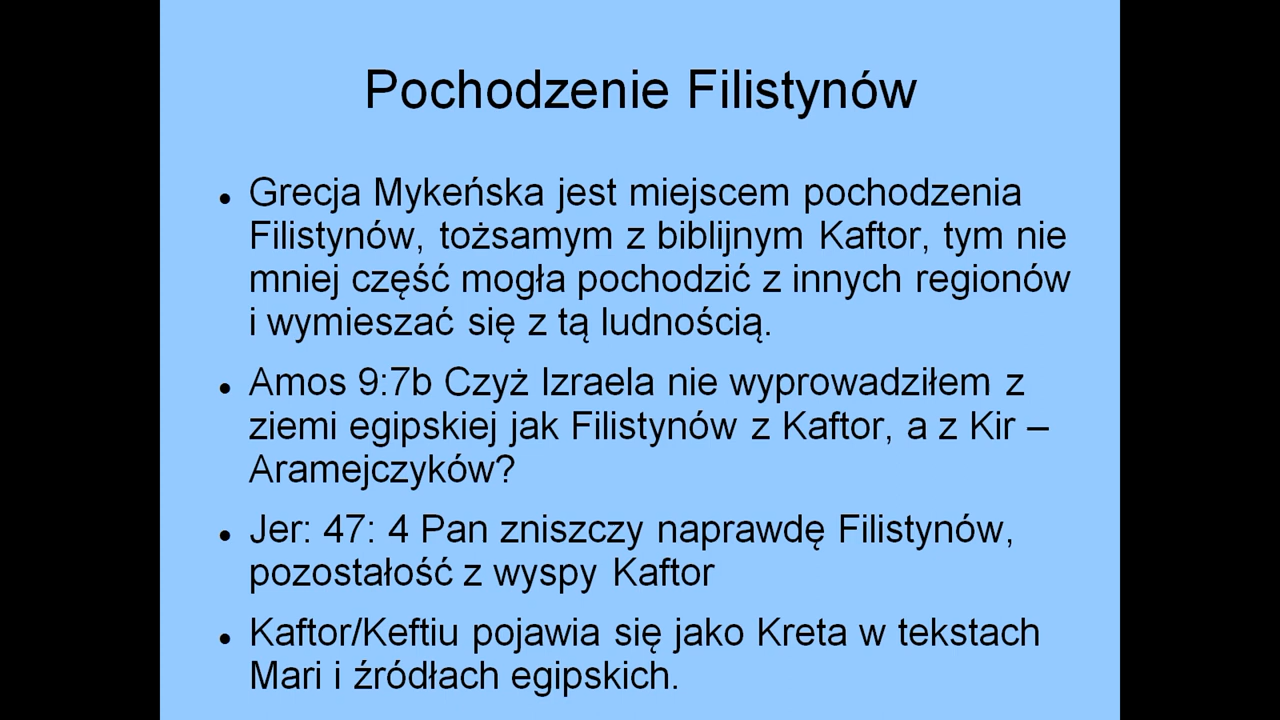 Pochodzenie Filistynów
• Grecja Mykeńska jest miejscem pochodzenia
Filistynów, tożsamym z biblijnym Kaftor, tym nie
mniej część mogła pochodzić z innych regionów
i wymieszać się z tą ludnością.
• Amos 9:7b Czyż Izraela nie wyprowadziłem z
ziemi egipskiej jak Filistynów z Kaftor, a z Kir –
Aramejczyków?
• Jer: 47: 4 Pan zniszczy naprawdę Filistynów,
pozostałość z wyspy Kaftor
• Kaftor/Keftiu pojawia się jako Kreta w tekstach
Mari i źródłach egipskich.